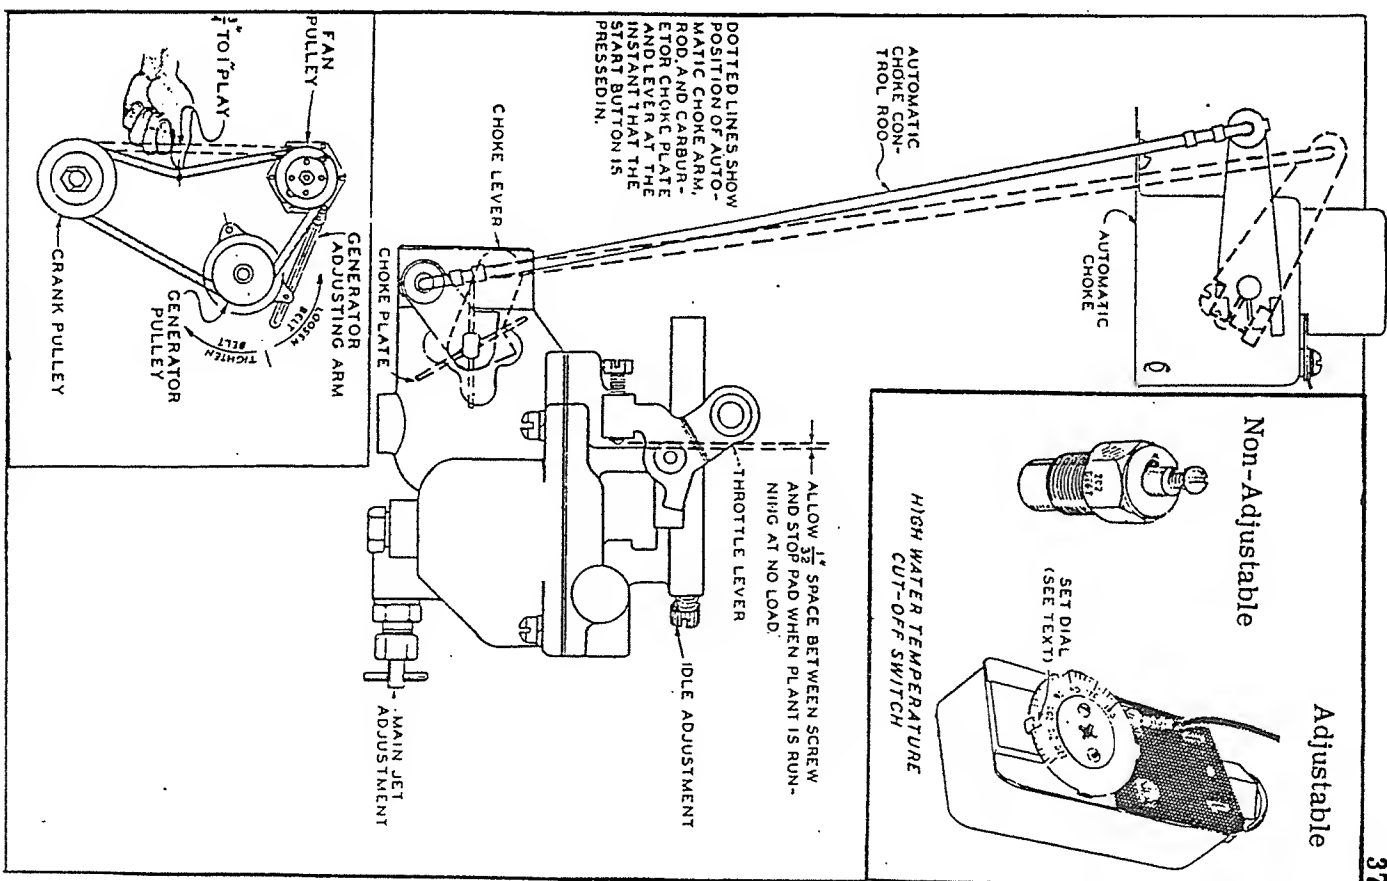 37
Non-Adjustable
Adjustable
SET DIAL
(SEE TEXT)
HIGH WATER TEMPERATURE
CUT-OFF SWITCH
AUTOMATIC
CHOKE CON-
TROL ROD
AUTOMATIC
CHOKE
DOTTED LINES SHOW
POSITION OF AUTO-
MATIC CHOKE ARM,
ROD, AND CARBUR-
ETOR CHOKE PLATE
AND LEVER AT THE
INSTANT THAT THE
START BUTTON IS
PRESSED IN.
CHOKE LEVER
CHOKE PLATE
ALLOW 1/32" SPACE BETWEEN SCREW
AND STOP PAD WHEN PLANT IS RUN-
NING AT NO LOAD.
THROTTLE LEVER
IDLE ADJUSTMENT
MAIN JET
ADJUSTMENT
FAN
PULLEY
3/4" TO 1" PLAY
GENERATOR
ADJUSTING ARM
LOOSEN
BELT
TIGHTEN
BELT
GENERATOR
PULLEY
CRANK PULLEY